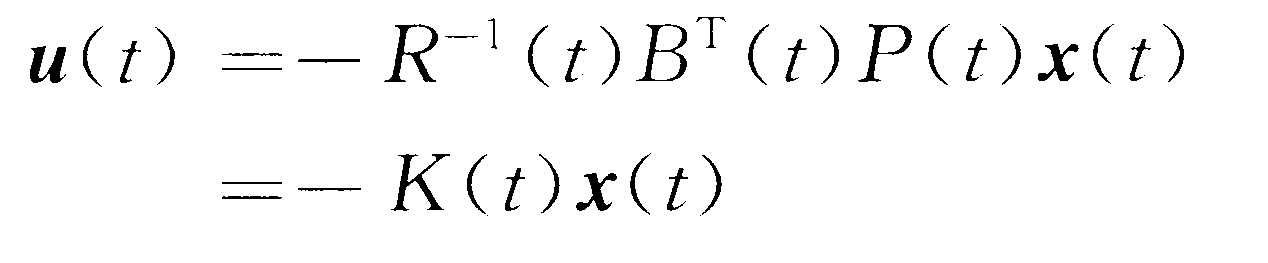 u(t) = − R⁻¹(t)Bᵀ(t)P(t)x(t)
= − K(t)x(t)